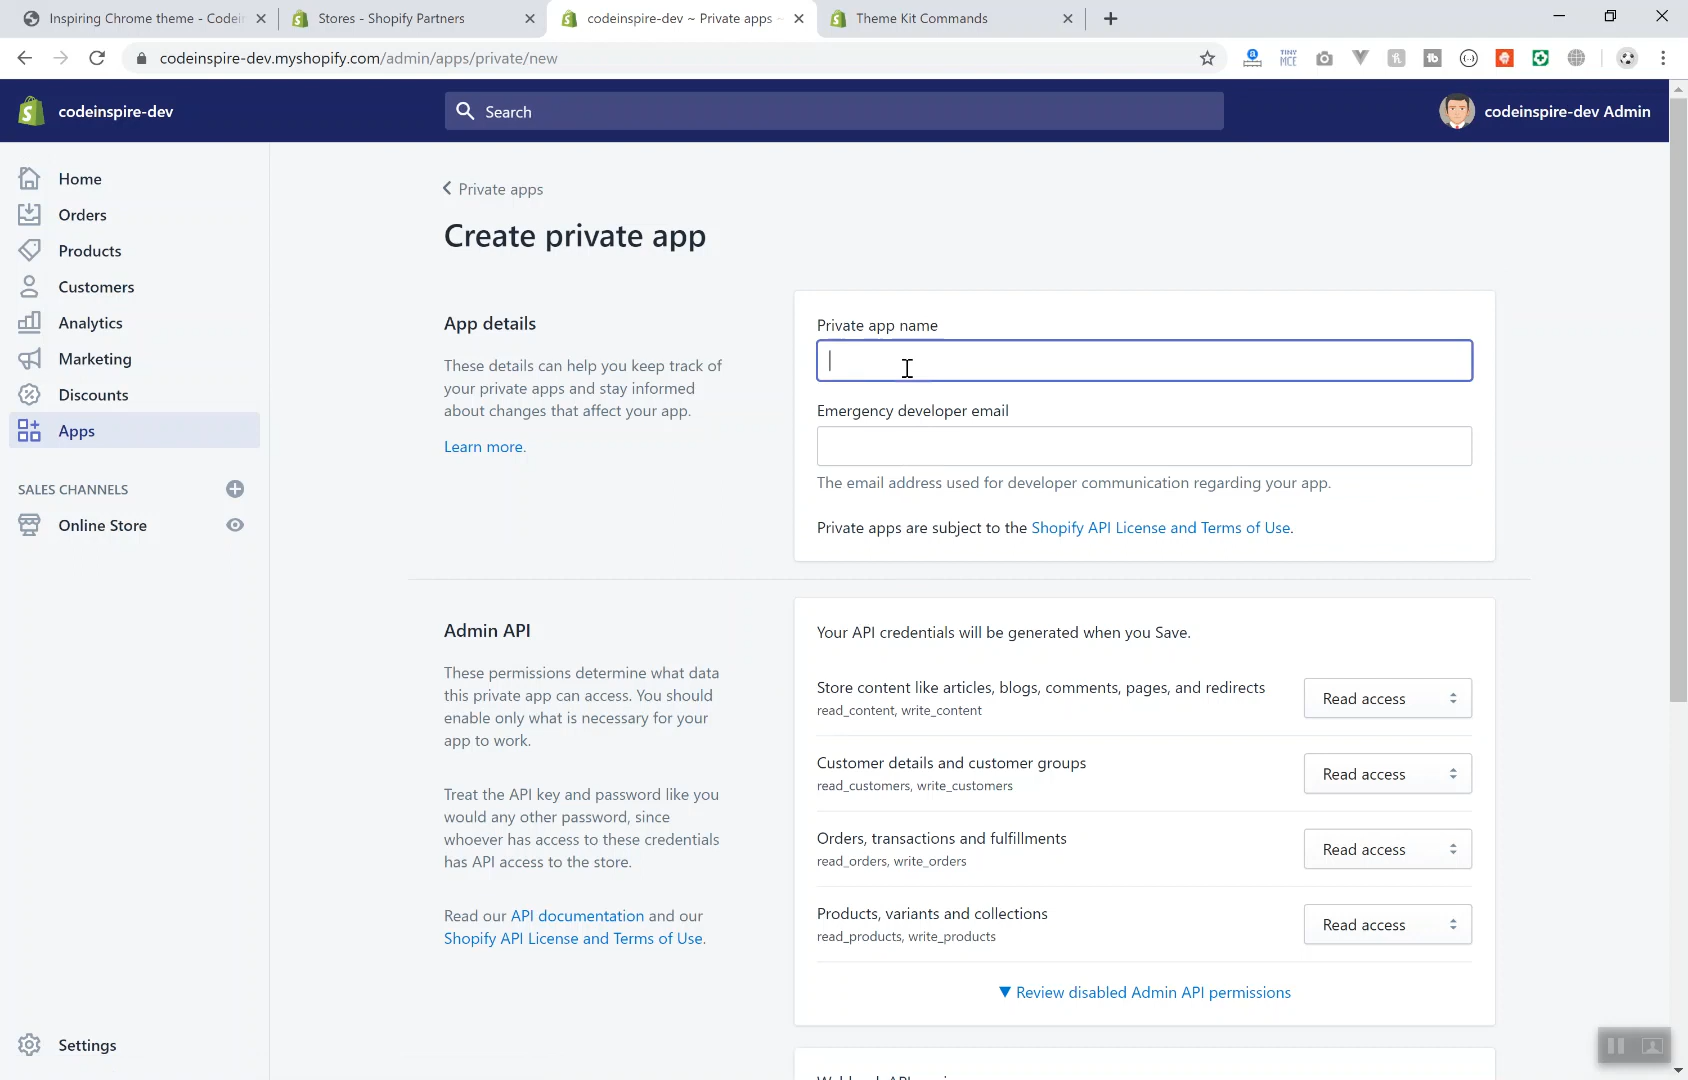 Inspiring Chrome theme - Codein
Stores - Shopify Partners
codeinspire-dev ~ Private apps ~
Theme Kit Commands
codeinspire-dev.myshopify.com/admin/apps/private/new
TINY
MCE
codeinspire-dev
Search
codeinspire-dev Admin
Home
Orders
Products
Customers
Analytics
Marketing
Discounts
Apps
SALES CHANNELS
Online Store
Settings
Private apps
Create private app
App details
These details can help you keep track of
your private apps and stay informed
about changes that affect your app.
Learn more.
Private app name
Emergency developer email
The email address used for developer communication regarding your app.
Private apps are subject to the Shopify API License and Terms of Use.
Admin API
These permissions determine what data
this private app can access. You should
enable only what is necessary for your
app to work.
Treat the API key and password like you
would any other password, since
whoever has access to these credentials
has API access to the store.
Read our API documentation and our
Shopify API License and Terms of Use.
Your API credentials will be generated when you Save.
Store content like articles, blogs, comments, pages, and redirects
read_content, write_content
Read access
Customer details and customer groups
read_customers, write_customers
Read access
Orders, transactions and fulfillments
read_orders, write_orders
Read access
Products, variants and collections
read_products, write_products
Read access
▼ Review disabled Admin API permissions